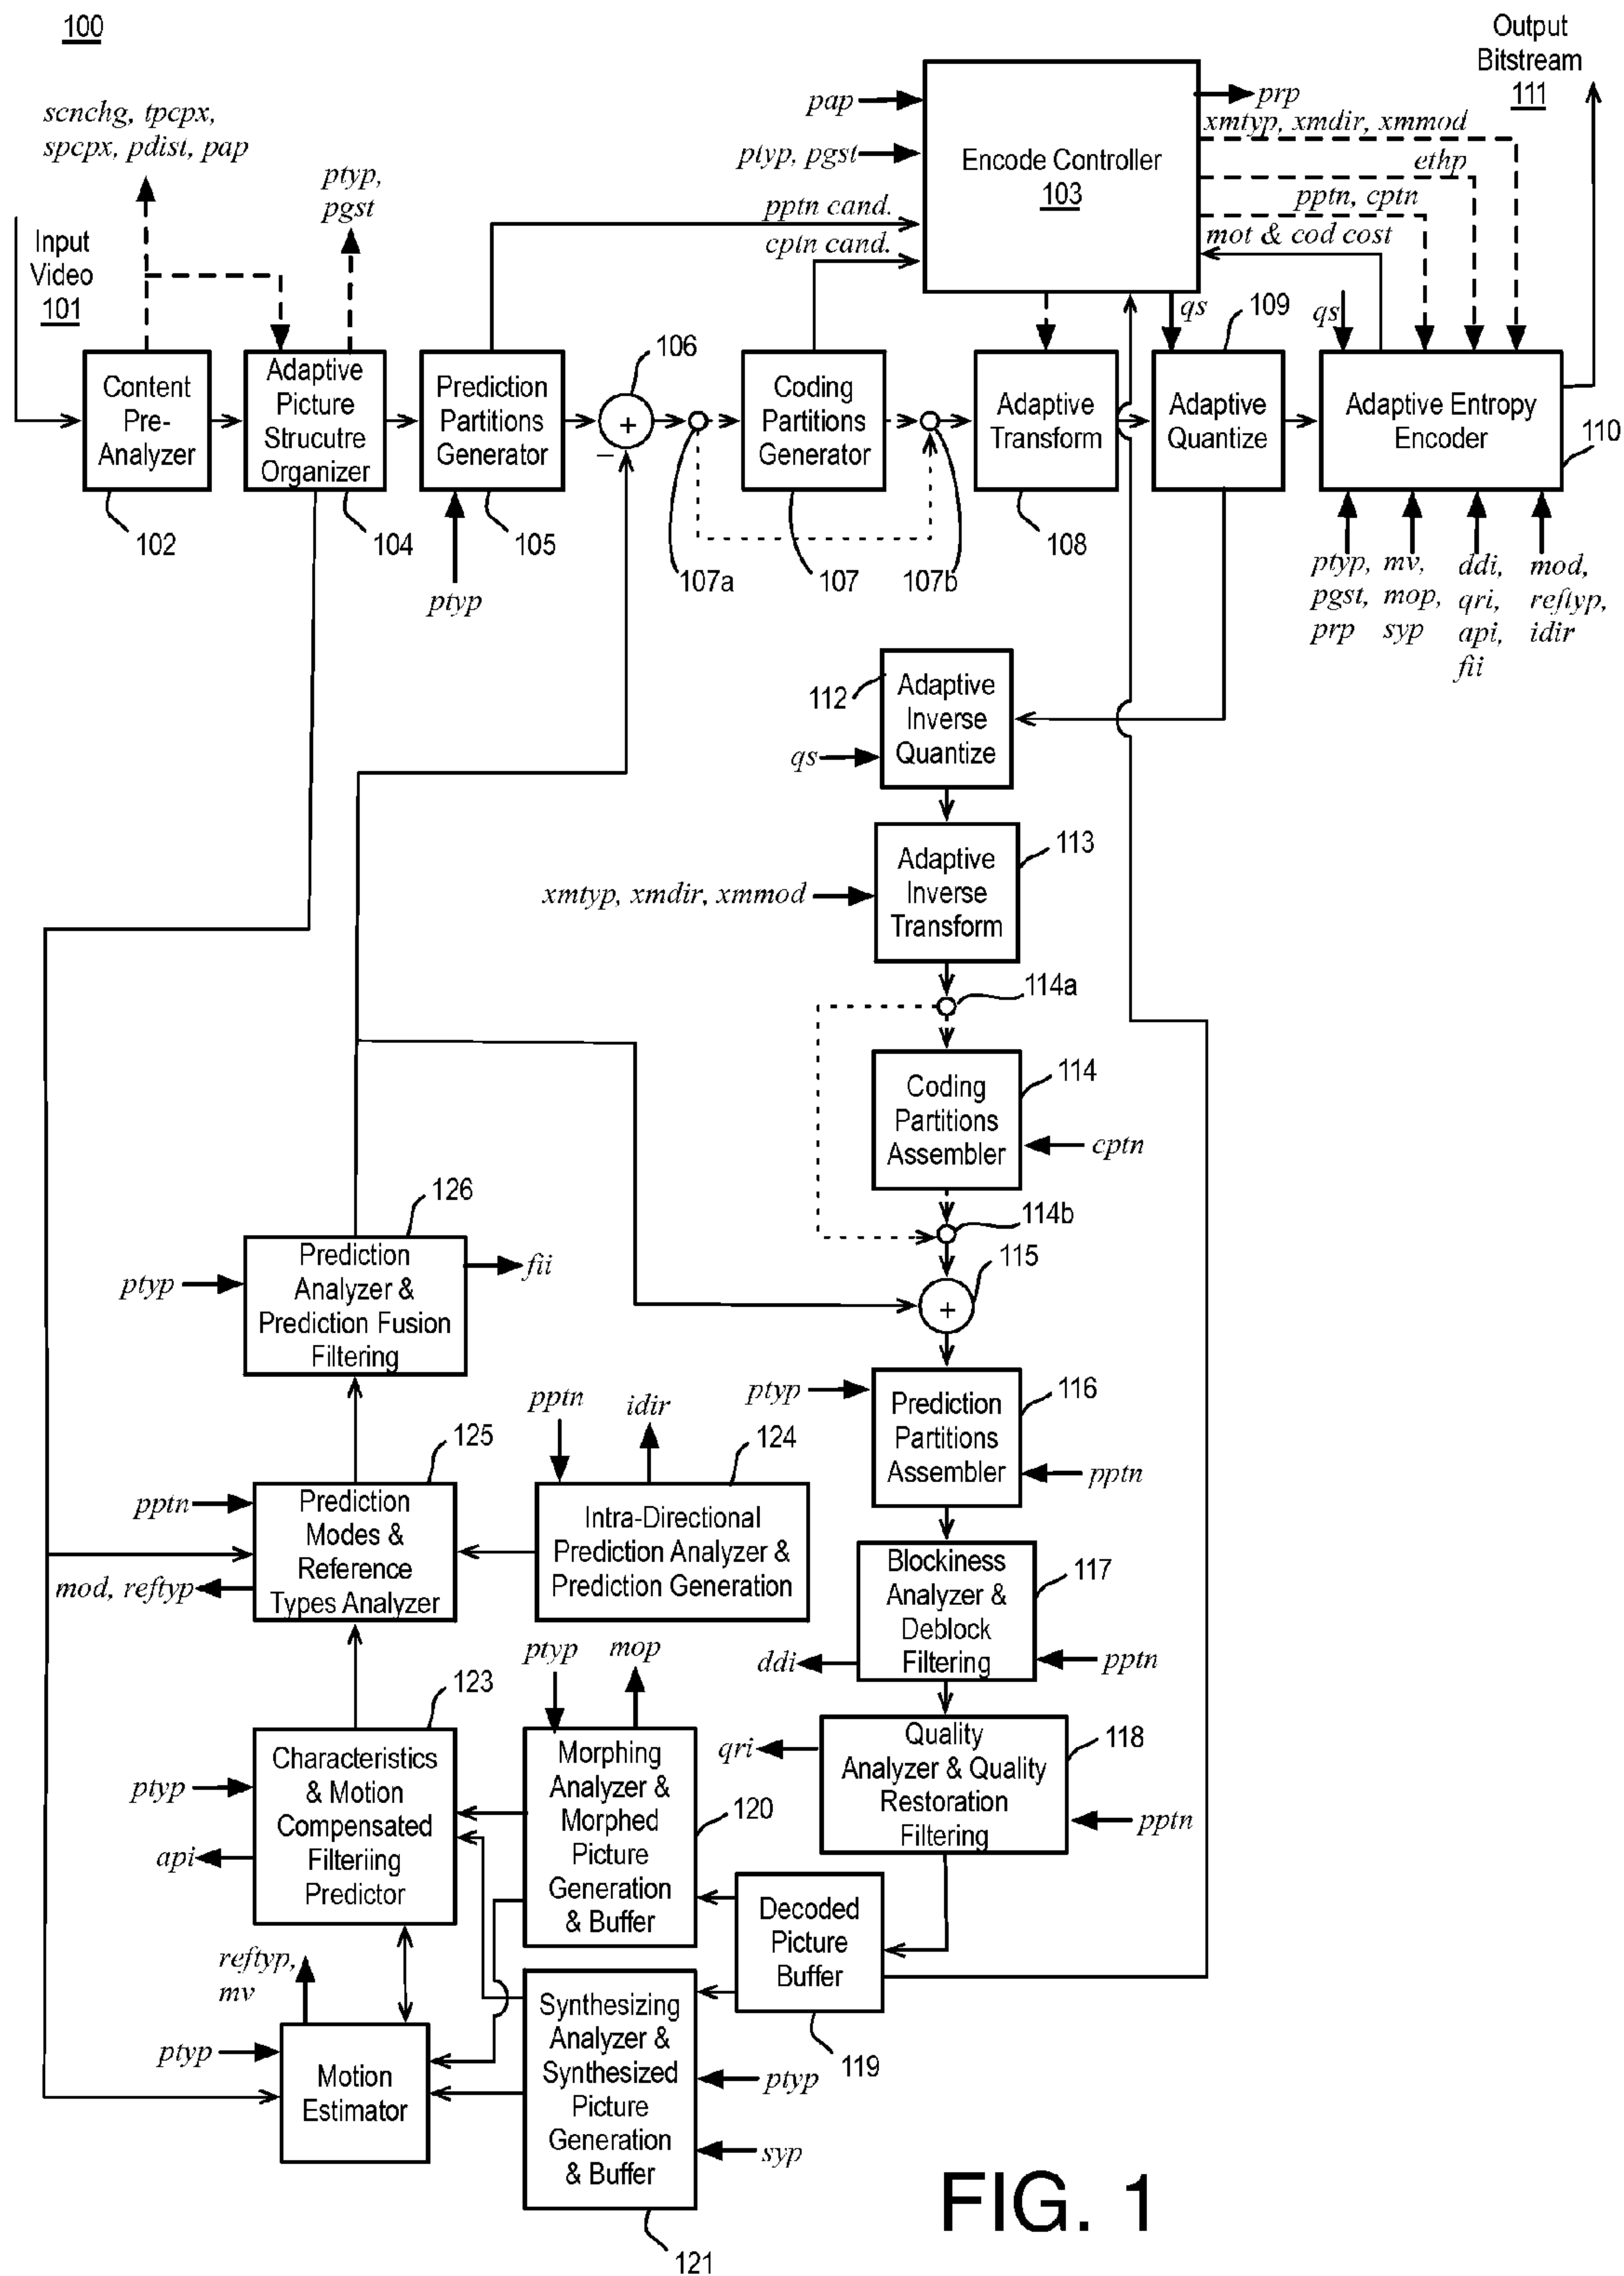 100
Output
Bitstream
111
scnchg, tpcpx,
spcpx, pdist, pap
ptyp,
pgst
Input
Video
101
pap
ptyp, pgst
pptn cand.
cptn cand.
Encode Controller
103
prp
xmtyp, xmdir, xmmod
ethp
pptn, cptn
mot & cod cost
qs
109
qs
106
Content
Pre-
Analyzer
102
Adaptive
Picture
Strucutre
Organizer
104
Prediction
Partitions
Generator
105
ptyp
+
−
107a
Coding
Partitions
Generator
107
107b
Adaptive
Transform
108
Adaptive
Quantize
Adaptive Entropy
Encoder
110
ptyp,
pgst,
prp
mv,
mop,
syp
ddi,
qri,
api,
fii
mod,
reftyp,
idir
112
Adaptive
Inverse
Quantize
qs
113
Adaptive
Inverse
Transform
xmtyp, xmdir, xmmod
114a
114
Coding
Partitions
Assembler
cptn
114b
115
+
126
Prediction
Analyzer &
Prediction Fusion
Filtering
ptyp
fii
ptyp
116
Prediction
Partitions
Assembler
pptn
125
Prediction
Modes &
Reference
Types Analyzer
pptn
mod, reftyp
pptn
idir
124
Intra-Directional
Prediction Analyzer &
Prediction Generation
117
Blockiness
Analyzer &
Deblock
Filtering
ddi
pptn
118
Quality
Analyzer & Quality
Restoration
Filtering
qri
pptn
123
Characteristics
& Motion
Compensated
Filteriing
Predictor
ptyp
api
ptyp
mop
120
Morphing
Analyzer &
Morphed
Picture
Generation
& Buffer
Decoded
Picture
Buffer
119
reftyp,
mv
ptyp
Motion
Estimator
Synthesizing
Analyzer &
Synthesized
Picture
Generation
& Buffer
ptyp
syp
121
FIG. 1